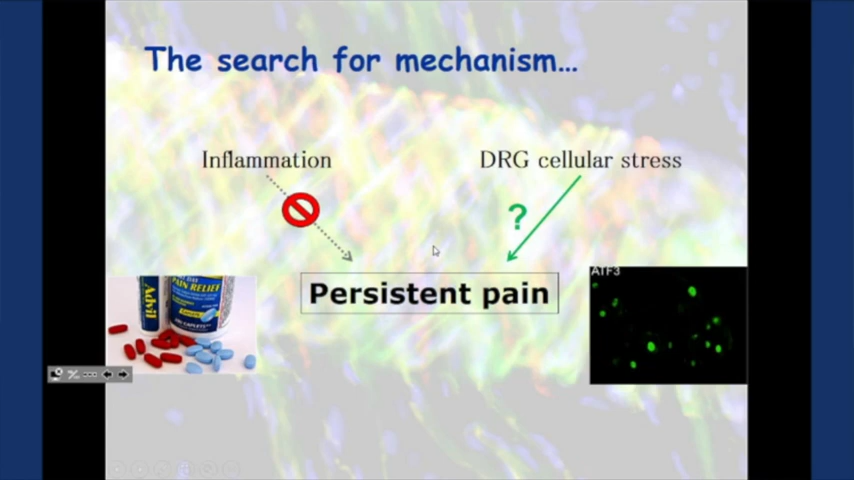 The search for mechanism...
Inflammation
DRG cellular stress
?
Persistent pain
ATF3
PAIN RELIEF
Advil